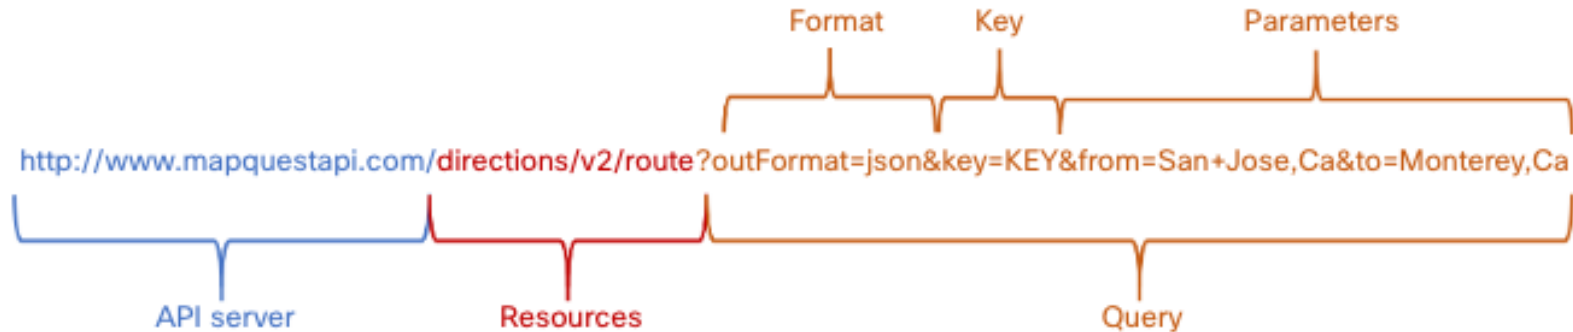 Format Key Parameters
http://www.mapquestapi.com/directions/v2/route?outFormat=json&key=KEY&from=San+Jose,Ca&to=Monterey,Ca
API server Resources Query